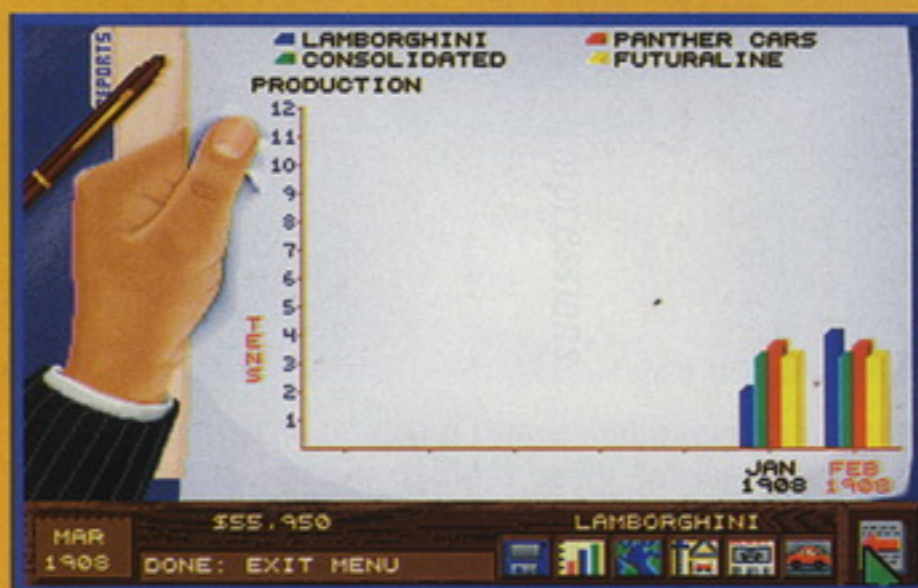 REPORTS
LAMBORGHINI
PANTHER CARS
CONSOLIDATED
FUTURALINE
PRODUCTION
12
11
10
9
8
7
6
5
4
3
2
1
TENS
JAN
1908
FEB
1908
$55,950
LAMBORGHINI
MAR
1908
DONE: EXIT MENU